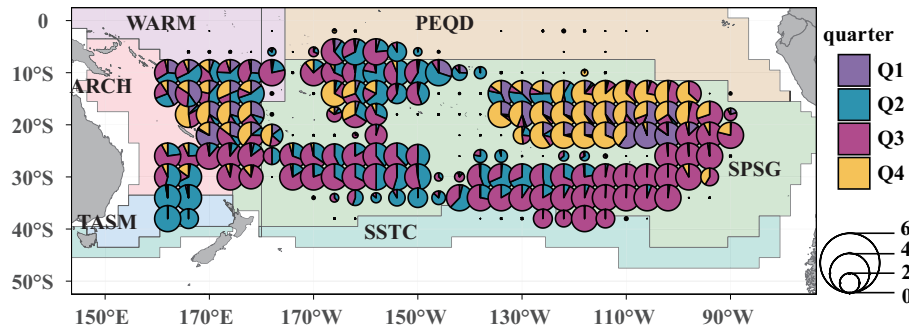 WARM
PEQD
ARCH
SPSG
TASM
SSTC
0°
10°S
20°S
30°S
40°S
50°S
150°E
170°E
170°W
150°W
130°W
110°W
90°W
quarter
Q1
Q2
Q3
Q4
6
4
2
0